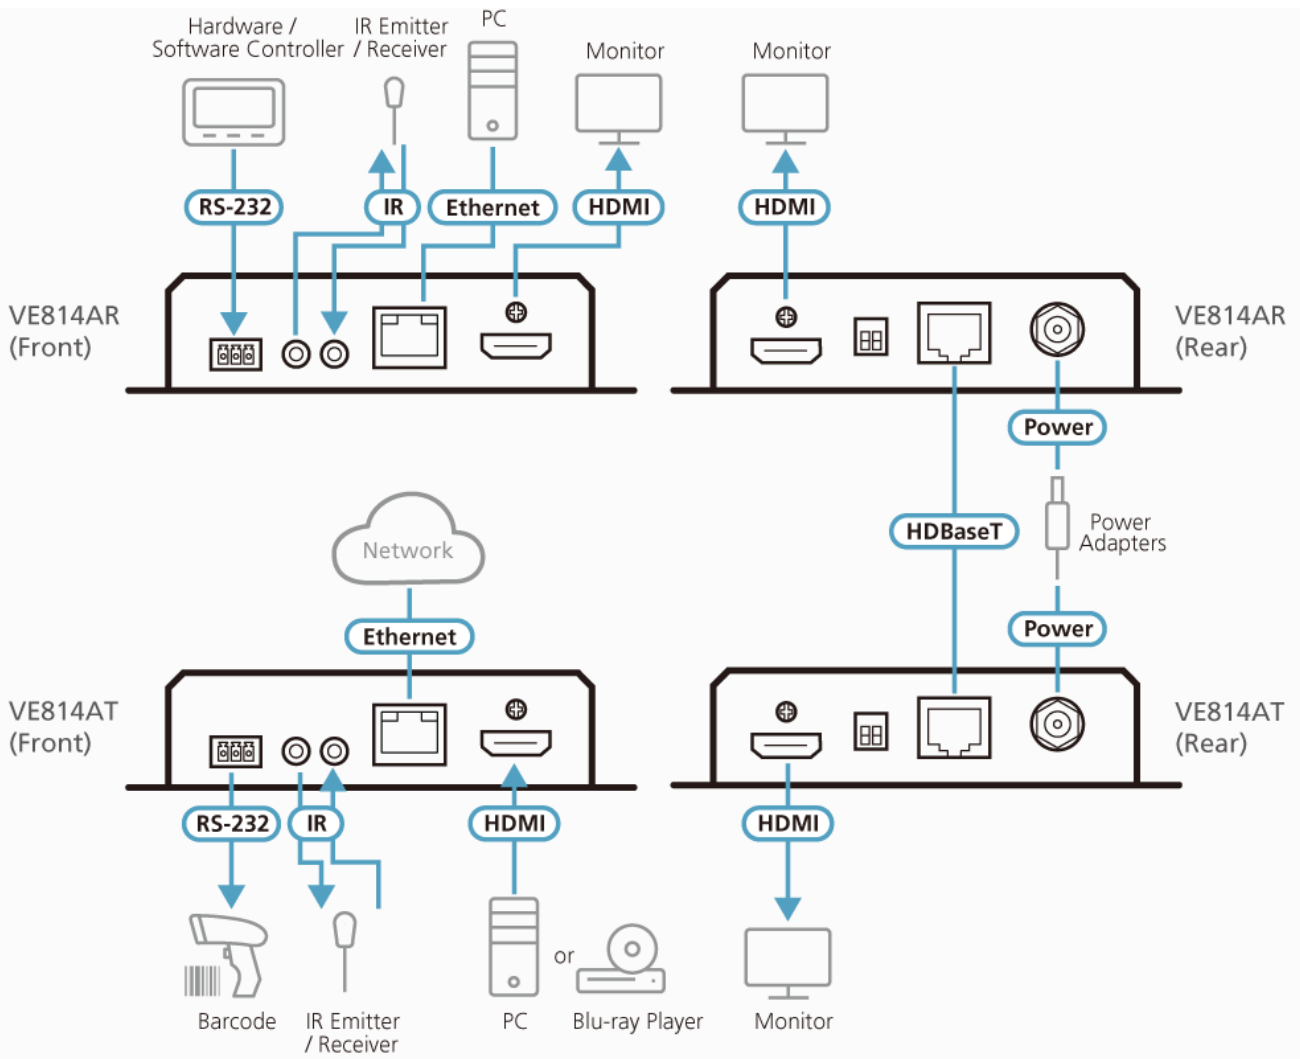 Hardware /
Software Controller
IR Emitter
/ Receiver
PC
Monitor
Monitor
RS-232
IR
Ethernet
HDMI
HDMI
VE814AR
(Front)
VE814AR
(Rear)
Power
Network
HDBaseT
Power
Adapters
Ethernet
Power
VE814AT
(Front)
VE814AT
(Rear)
RS-232
IR
HDMI
HDMI
or
Barcode
IR Emitter
/ Receiver
PC
Blu-ray Player
Monitor